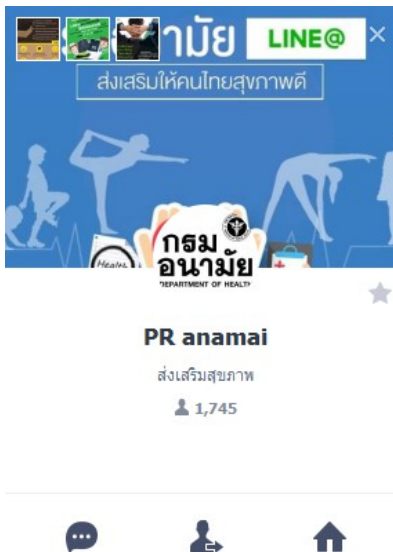 นามัย LINE@
ส่งเสริมให้คนไทยสุขภาพดี
Health
กรม
อนามัย
DEPARTMENT OF HEALTH
PR anamai
ส่งเสริมสุขภาพ
1,745